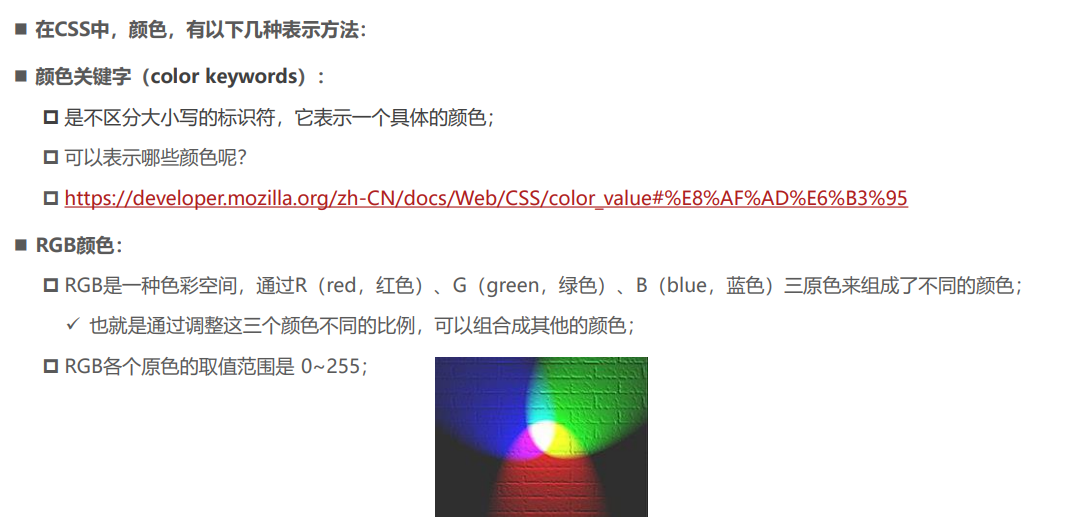 在CSS中，颜色，有以下几种表示方法：
颜色关键字（color keywords）：
是不区分大小写的标识符，它表示一个具体的颜色；
可以表示哪些颜色呢？
https://developer.mozilla.org/zh-CN/docs/Web/CSS/color_value#%E8%AF%AD%E6%B3%95
RGB颜色：
RGB是一种色彩空间，通过R（red，红色）、G（green，绿色）、B（blue，蓝色）三原色来组成了不同的颜色；
也就是通过调整这三个颜色不同的比例，可以组合成其他的颜色；
RGB各个原色的取值范围是 0~255；